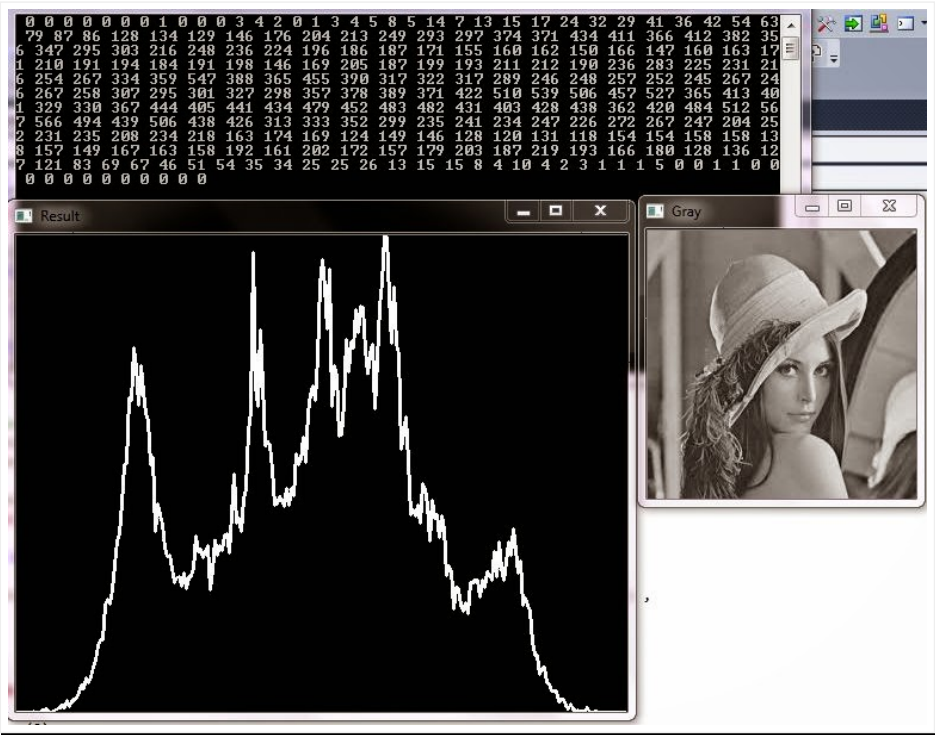 0 0 0 0 0 0 0 1 0 0 0 3 4 2 0 1 3 4 5 8 5 14 7 13 15 17 24 32 29 41 36 42 54 63
79 87 86 128 134 129 146 176 204 213 249 293 297 374 371 434 411 366 412 382 35
6 347 295 303 216 248 236 224 196 186 187 171 155 160 162 150 166 147 160 163 17
1 210 191 194 184 191 198 146 169 205 187 199 193 211 212 190 236 283 225 231 21
6 254 267 334 359 547 388 365 455 390 317 322 317 289 246 248 257 252 245 267 24
6 267 258 307 295 301 327 298 357 378 389 371 422 510 539 506 457 527 365 413 40
1 329 330 367 444 405 441 434 479 452 483 482 431 403 428 438 362 420 484 512 56
7 566 494 439 506 438 426 313 333 352 299 235 241 234 247 226 272 267 247 204 25
2 231 235 208 234 218 163 174 169 124 149 146 128 120 131 118 154 154 158 158 13
8 157 149 167 163 158 192 161 202 172 157 179 203 187 219 193 166 180 128 136 12
7 121 83 69 67 46 51 54 35 34 25 25 26 13 15 15 8 4 10 4 2 3 1 1 1 5 0 0 1 1 0 0
0 0 0 0 0 0 0 0 0 0
Result
Gray